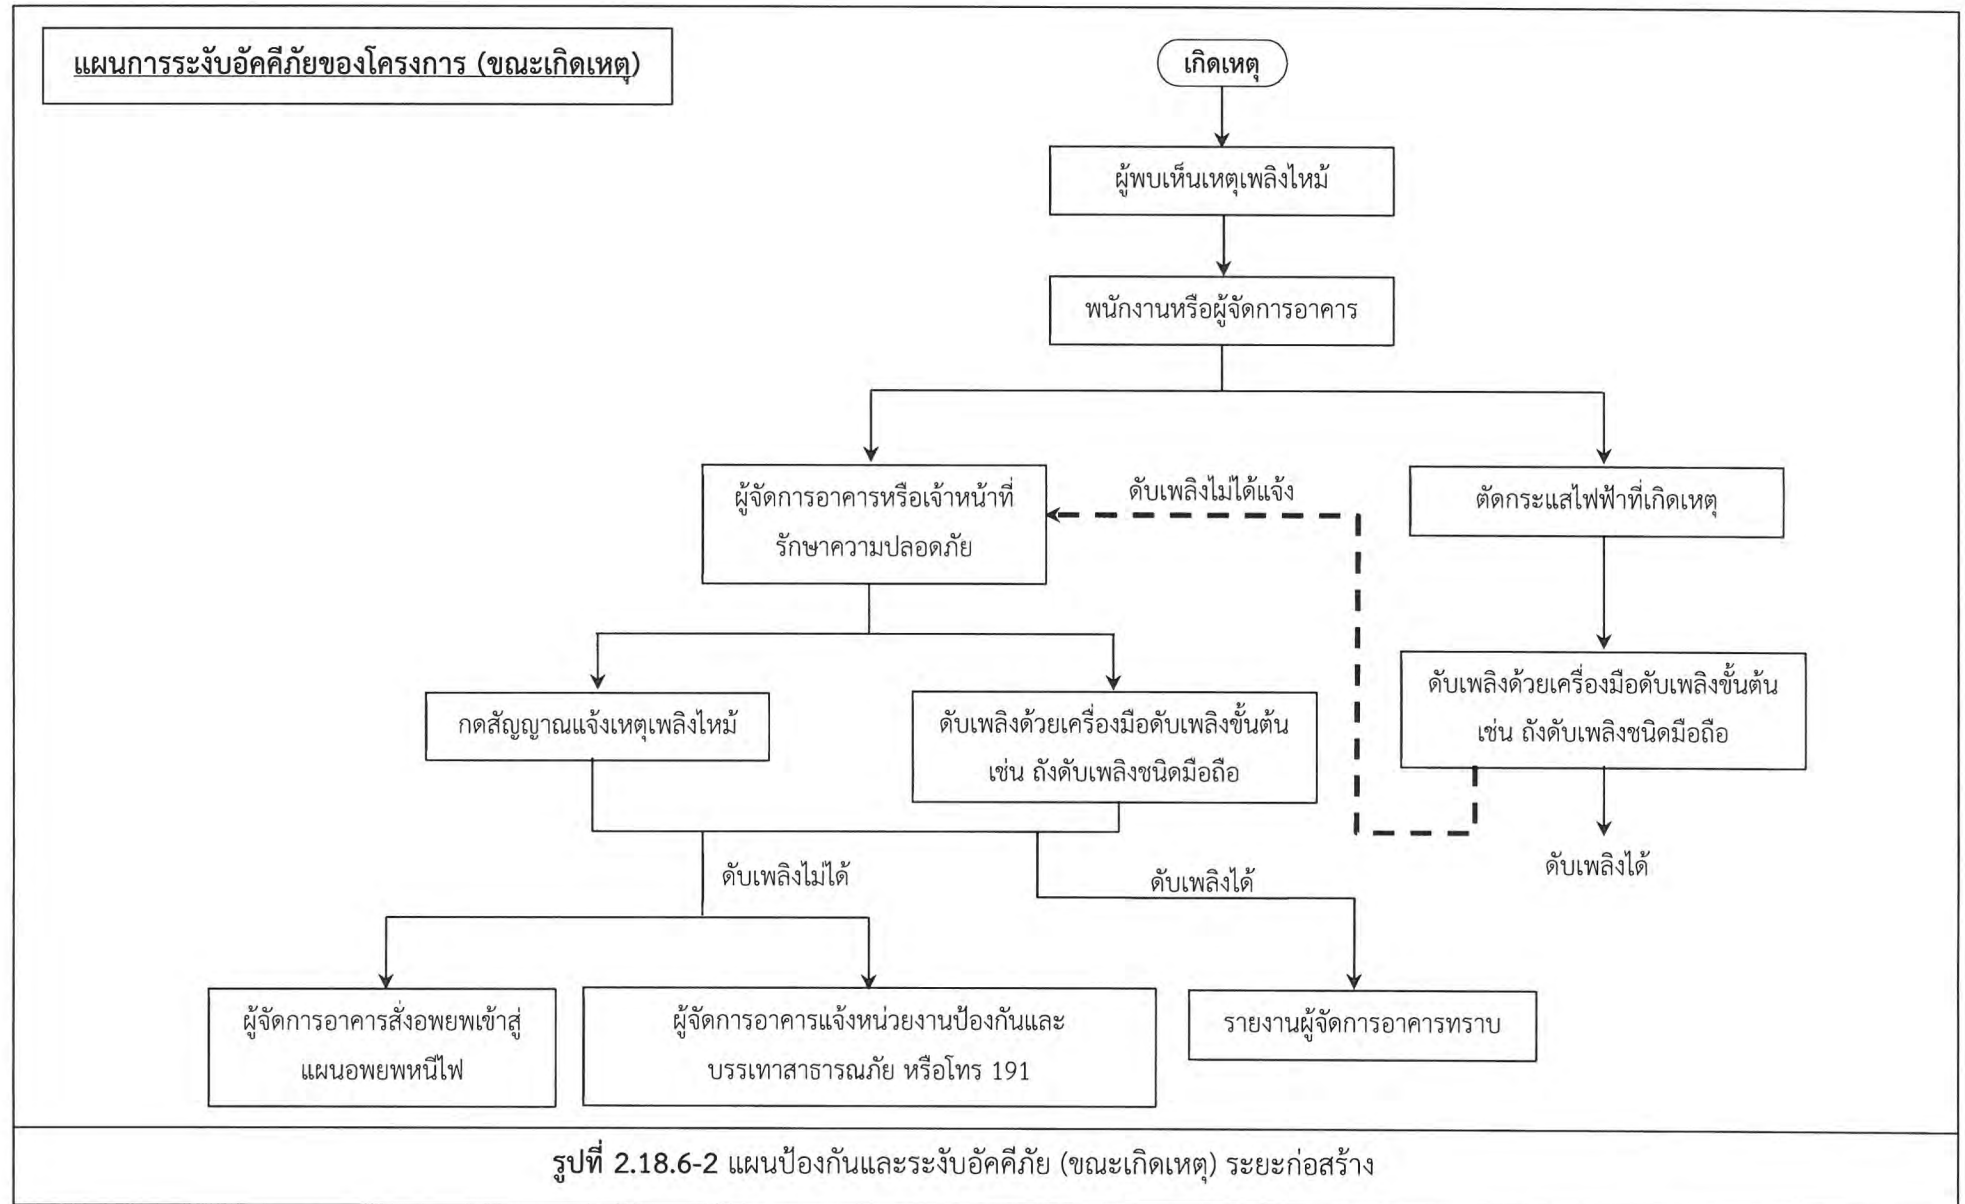 แผนการระงับอัคคีภัยของโครงการ (ขณะเกิดเหตุ)
เกิดเหตุ
ผู้พบเห็นเหตุเพลิงไหม้
พนักงานหรือผู้จัดการอาคาร
ผู้จัดการอาคารหรือเจ้าหน้าที่
รักษาความปลอดภัย
ดับเพลิงไม่ได้แจ้ง
ตัดกระแสไฟฟ้าที่เกิดเหตุ
กดสัญญาณแจ้งเหตุเพลิงไหม้
ดับเพลิงด้วยเครื่องมือดับเพลิงขั้นต้น
เช่น ถังดับเพลิงชนิดมือถือ
ดับเพลิงด้วยเครื่องมือดับเพลิงขั้นต้น
เช่น ถังดับเพลิงชนิดมือถือ
ดับเพลิงไม่ได้
ดับเพลิงได้
ดับเพลิงได้
ผู้จัดการอาคารสั่งอพยพเข้าสู่
แผนอพยพหนีไฟ
ผู้จัดการอาคารแจ้งหน่วยงานป้องกันและ
บรรเทาสาธารณภัย หรือโทร 191
รายงานผู้จัดการอาคารทราบ
รูปที่ 2.18.6-2 แผนป้องกันและระงับอัคคีภัย (ขณะเกิดเหตุ) ระยะก่อสร้าง